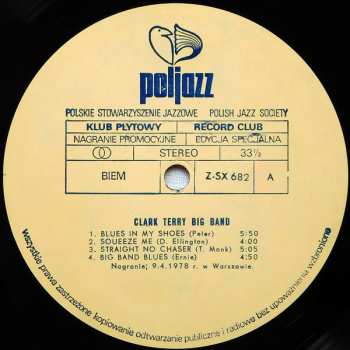 poljazz
POLSKIE STOWARZYSZENIE JAZZOWE POLISH JAZZ SOCIETY
KLUB PŁYTOWY RECORD CLUB
NAGRANIE PROMOCYJNE EDYCJA SPECJALNA
STEREO 33⅓
BIEM Z-SX 682 A
CLARK TERRY BIG BAND
1. BLUES IN MY SHOES (Peter) 5:50
2. SQUEEZE ME (D. Ellington) 4:00
3. STRAIGHT NO CHASER (T. Monk) 5:05
4. BIG BAND BLUES (Ernie) 4:50
Nagranie; 9.4.1978 r. w Warszawie.
wszystkie prawa zastrzeżone kopiowanie odtwarzanie publiczne i radiowe bez upoważnienia wzbronione